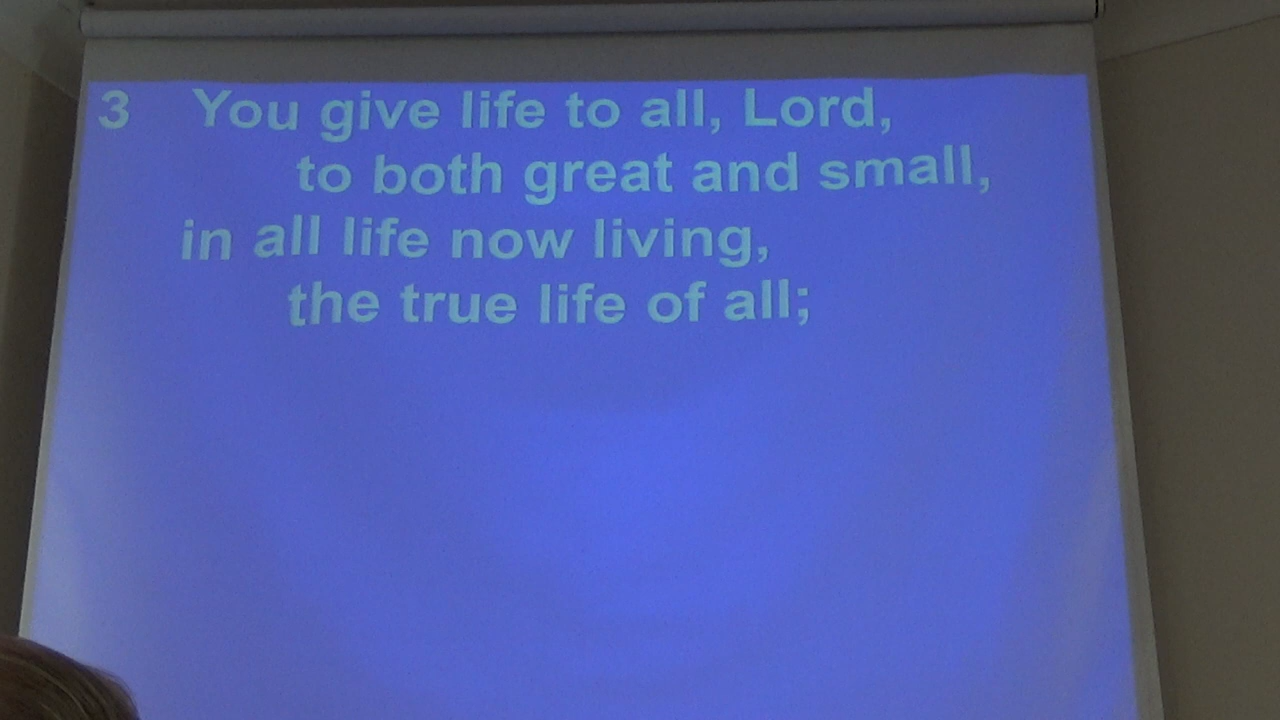 3 You give life to all, Lord,
to both great and small,
in all life now living,
the true life of all;